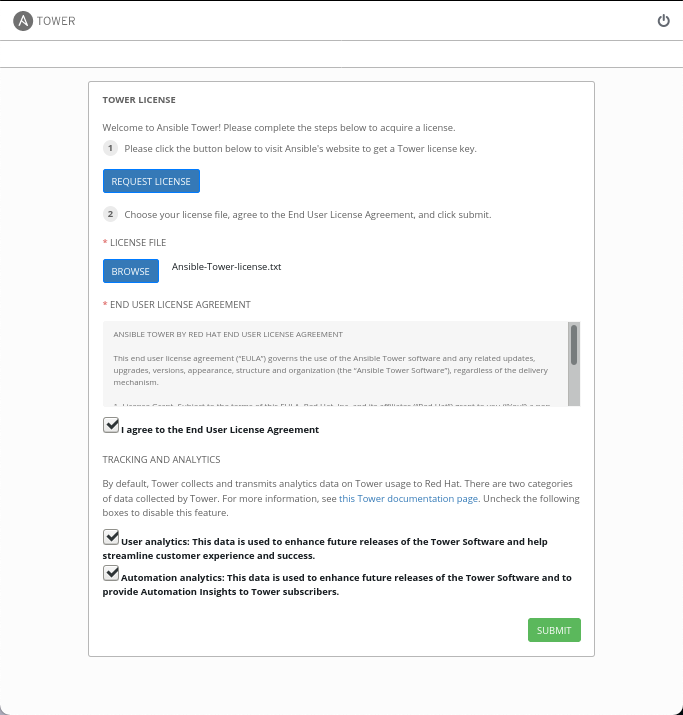 A TOWER
TOWER LICENSE
Welcome to Ansible Tower! Please complete the steps below to acquire a license.
1 Please click the button below to visit Ansible's website to get a Tower license key.
REQUEST LICENSE
2 Choose your license file, agree to the End User License Agreement, and click submit.
* LICENSE FILE
BROWSE Ansible-Tower-license.txt
* END USER LICENSE AGREEMENT
ANSIBLE TOWER BY RED HAT END USER LICENSE AGREEMENT
This end user license agreement (“EULA”) governs the use of the Ansible Tower software and any related updates,
upgrades, versions, appearance, structure and organization (the “Ansible Tower Software”), regardless of the delivery
mechanism.
I agree to the End User License Agreement
TRACKING AND ANALYTICS
By default, Tower collects and transmits analytics data on Tower usage to Red Hat. There are two categories
of data collected by Tower. For more information, see this Tower documentation page. Uncheck the following
boxes to disable this feature.
User analytics: This data is used to enhance future releases of the Tower Software and help
streamline customer experience and success.
Automation analytics: This data is used to enhance future releases of the Tower Software and to
provide Automation Insights to Tower subscribers.
SUBMIT